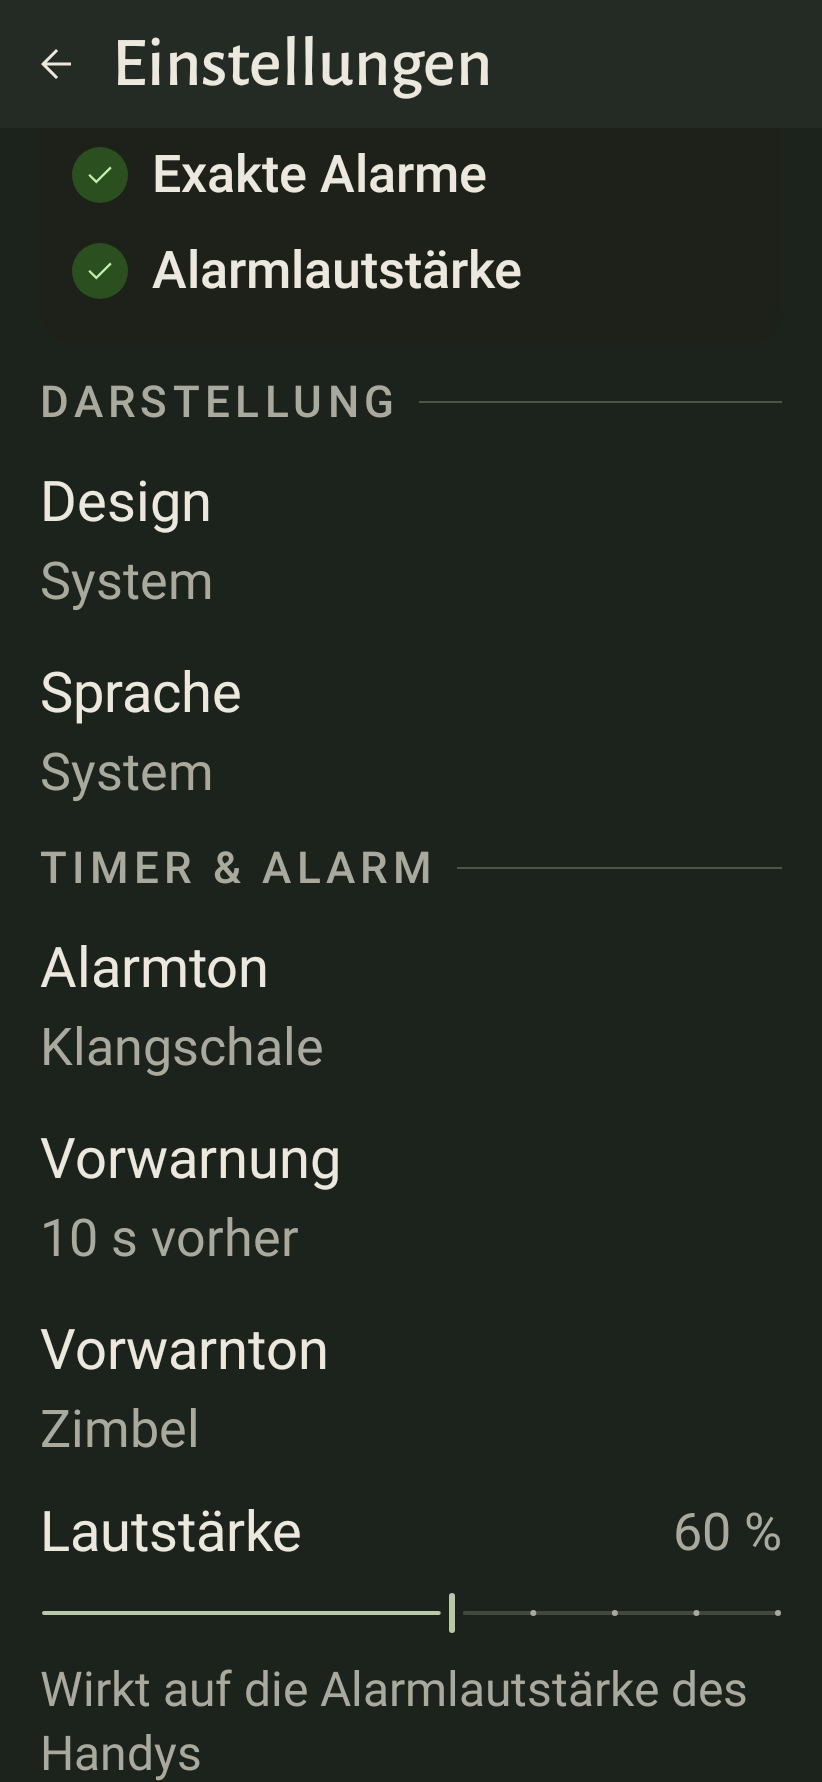 Einstellungen
Exakte Alarme
Alarmlautstärke
DARSTELLUNG
Design
System
Sprache
System
TIMER & ALARM
Alarmton
Klangschale
Vorwarnung
10 s vorher
Vorwarnton
Zimbel
Lautstärke 60 %
Wirkt auf die Alarmlautstärke des
Handys